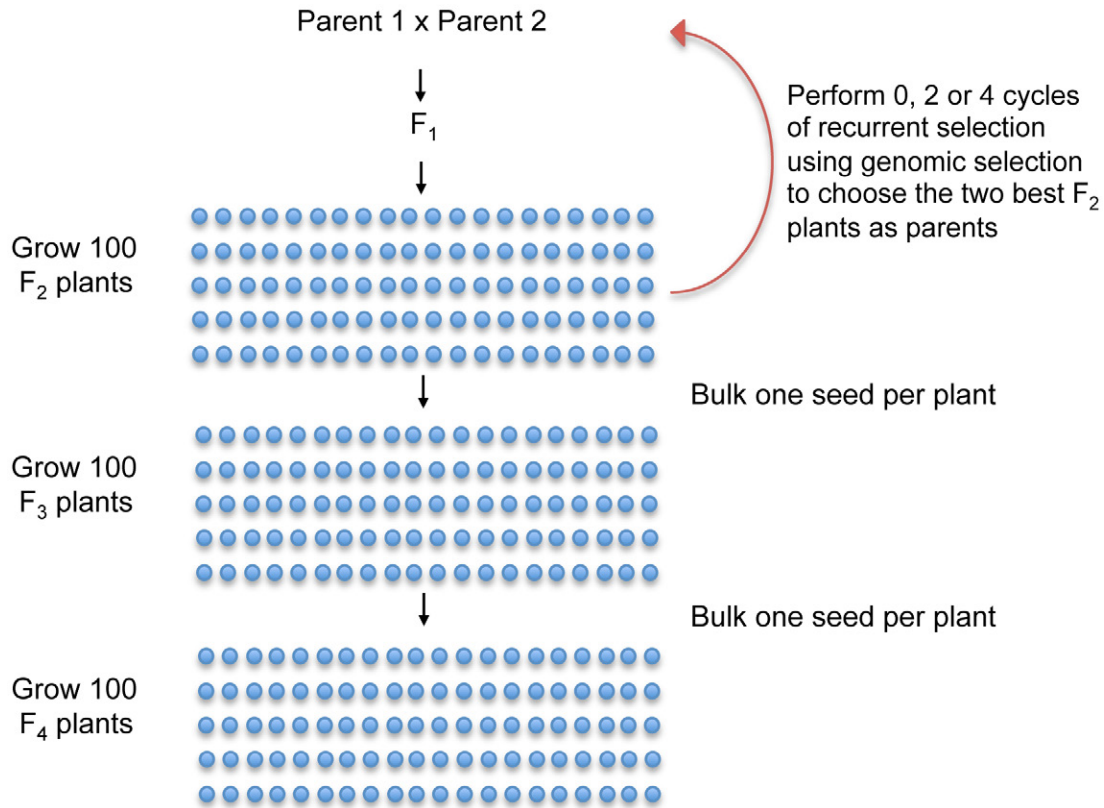 Parent 1 x Parent 2
F₁
Perform 0, 2 or 4 cycles
of recurrent selection
using genomic selection
to choose the two best F₂
plants as parents
Grow 100
F₂ plants
Bulk one seed per plant
Grow 100
F₃ plants
Bulk one seed per plant
Grow 100
F₄ plants